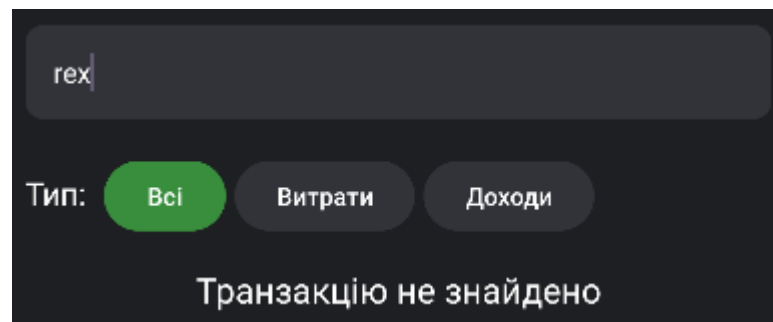 rex
Тип: Всі Витрати Доходи
Транзакцію не знайдено